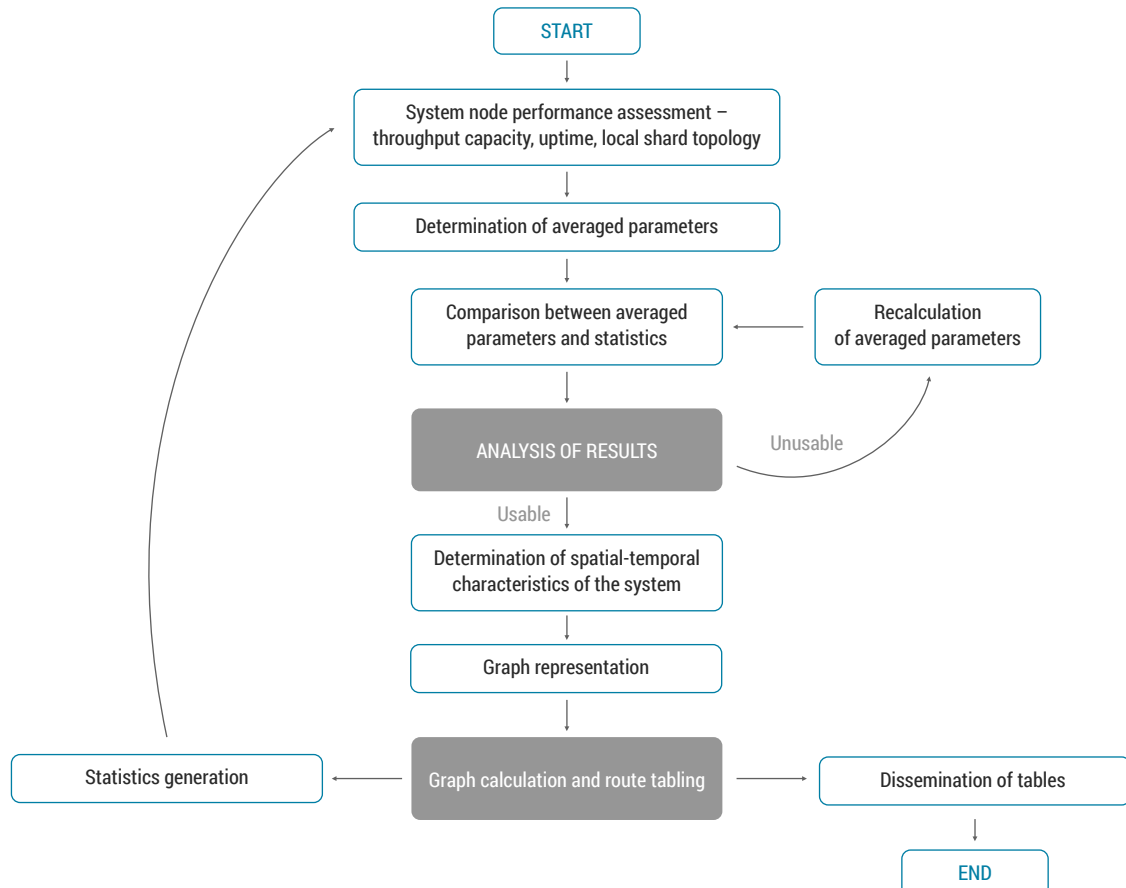 START
System node performance assessment –
throughput capacity, uptime, local shard topology
Determination of averaged parameters
Comparison between averaged
parameters and statistics
Recalculation
of averaged parameters
ANALYSIS OF RESULTS
Unusable
Usable
Determination of spatial-temporal
characteristics of the system
Graph representation
Statistics generation
Graph calculation and route tabling
Dissemination of tables
END